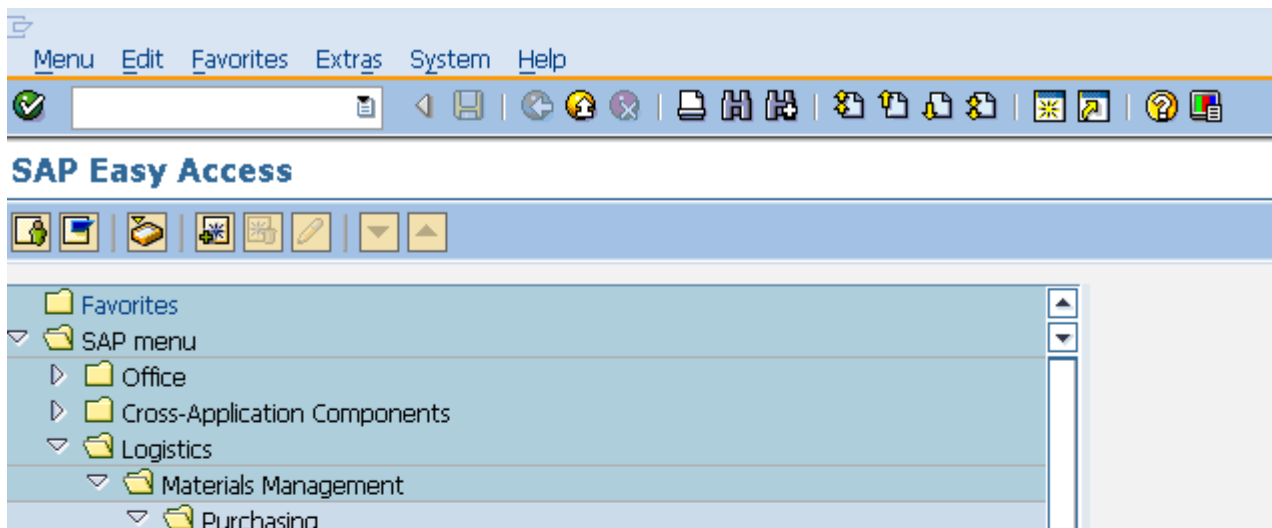 Menu Edit Favorites Extras System Help
SAP Easy Access
Favorites
SAP menu
Office
Cross-Application Components
Logistics
Materials Management
Purchasing